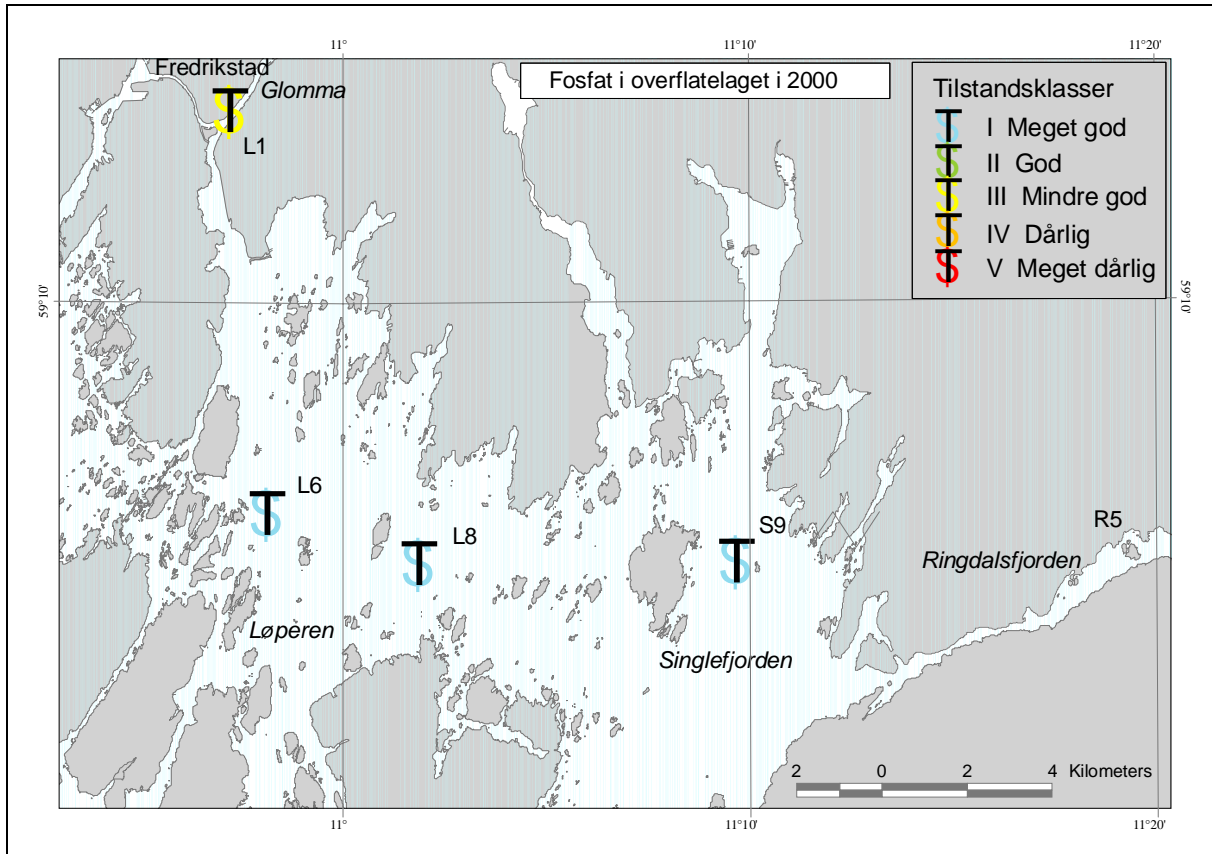 11°
11°10'
11°20'
Fosfat i overflatelaget i 2000
Fredrikstad
Glomma
L1
Tilstandsklasser
I Meget god
II God
III Mindre god
IV Dårlig
V Meget dårlig
59°10'
59°10'
L6
L8
S9
R5
Ringdalsfjorden
Løperen
Singlefjorden
2 0 2 4 Kilometers
11°
11°10'
11°20'